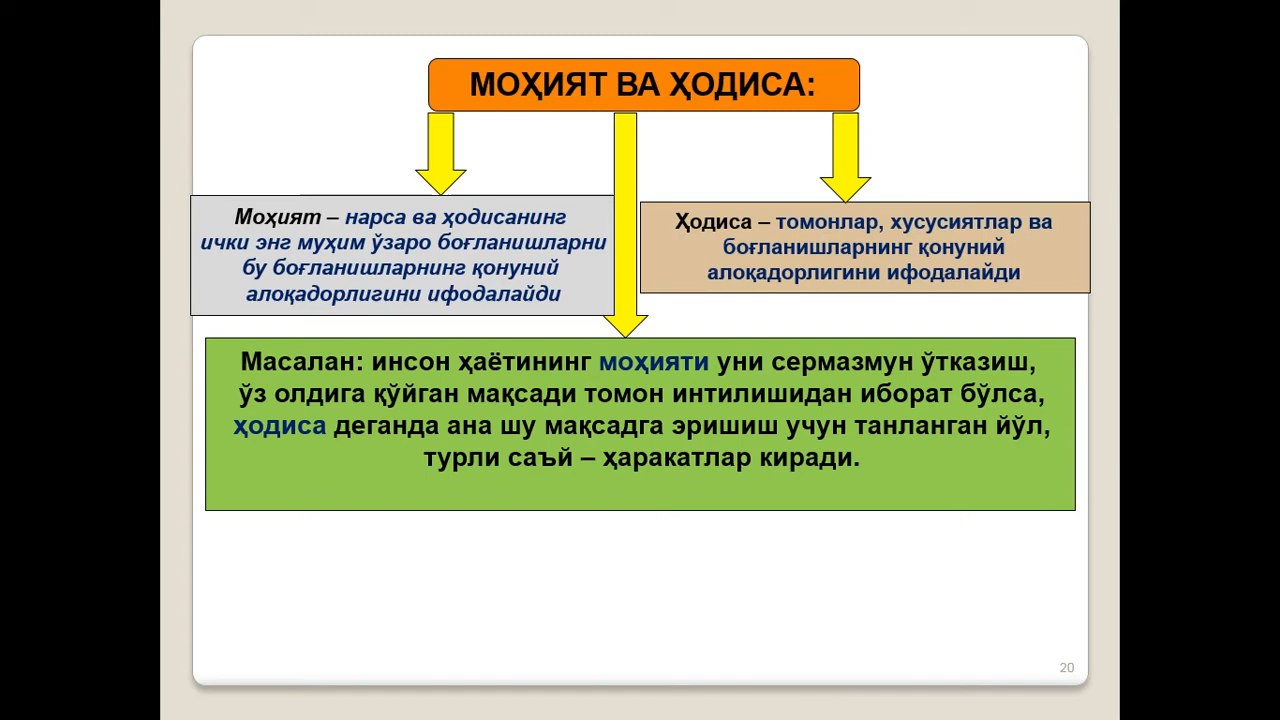 МОҲИЯТ ВА ҲОДИСА:
Моҳият – нарса ва ҳодисанинг
ички энг муҳим ўзаро боғланишларни
бу боғланишларнинг қонуний
алоқадорлигини ифодалайди
Ҳодиса – томонлар, хусусиятлар ва
боғланишларнинг қонуний
алоқадорлигини ифодалайди
Масалан: инсон ҳаётининг моҳияти уни сермазмун ўтказиш,
ўз олдига қўйган мақсади томон интилишидан иборат бўлса,
ҳодиса деганда ана шу мақсадга эришиш учун танланган йўл,
турли саъй – ҳаракатлар киради.
20